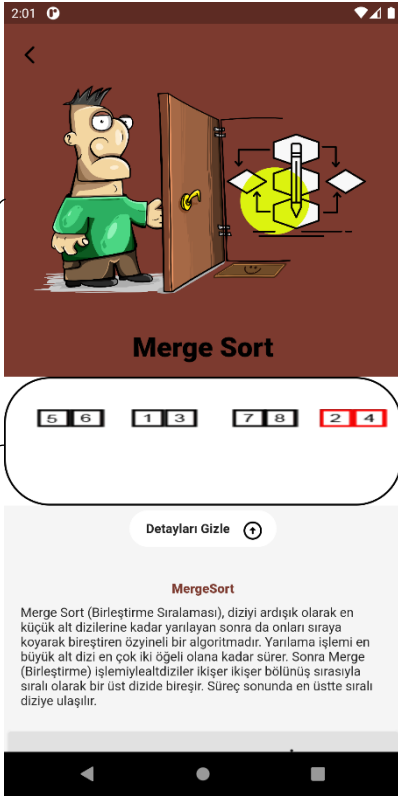 2:01
Merge Sort
5 6 1 3 7 8 2 4
Detayları Gizle
MergeSort
Merge Sort (Birleştirme Sıralaması), diziyi ardışık olarak en
küçük alt dizilerine kadar yarılayan sonra da onları sıraya
koyarak bireştiren özyineli bir algoritmadır. Yarılama işlemi en
büyük alt dizi en çok iki öğeli olana kadar sürer. Sonra Merge
(Birleştirme) işlemiylealtdiziler ikişer ikişer bölünüş sırasıyla
sıralı olarak bir üst dizide bireşir. Süreç sonunda en üstte sıralı
diziye ulaşılır.